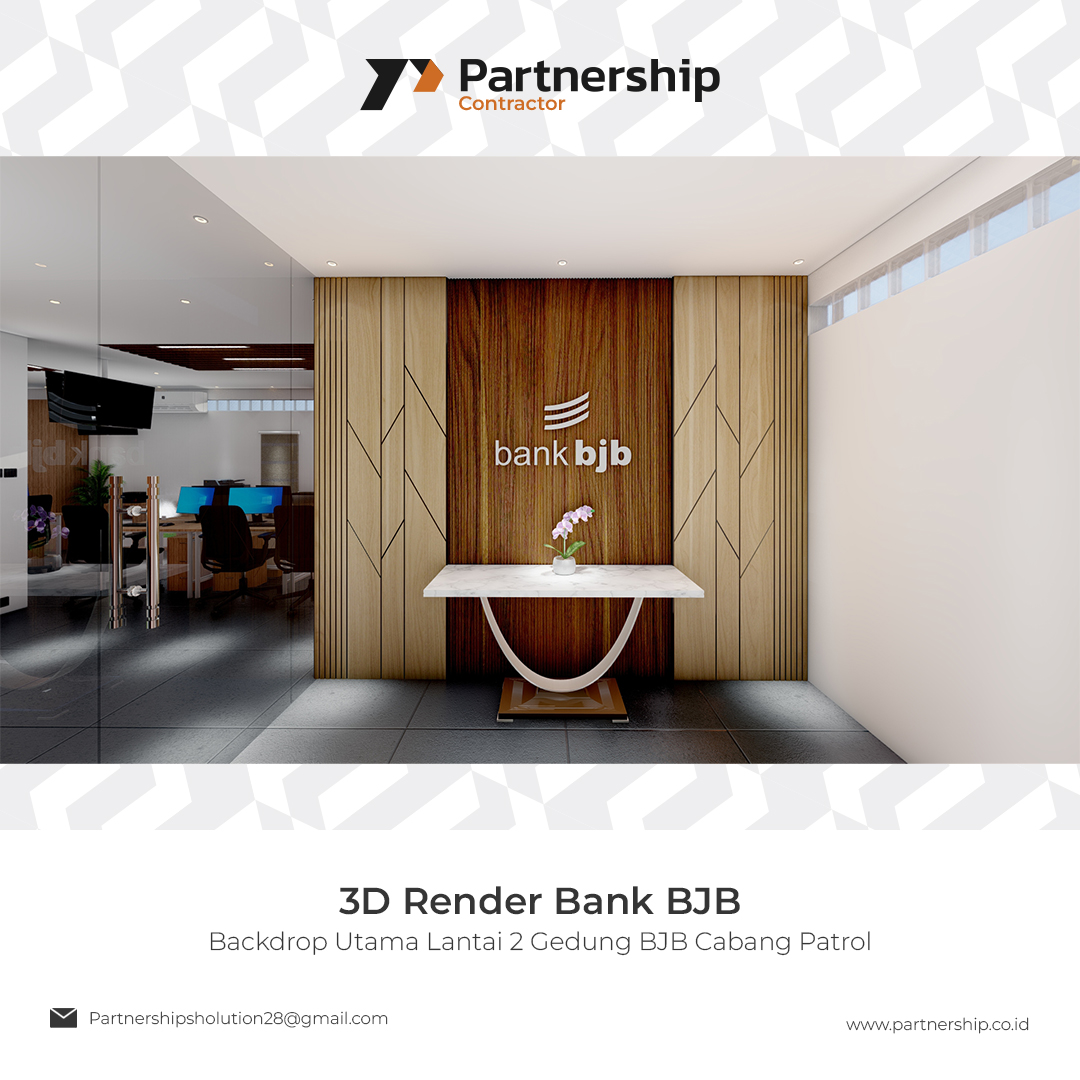 Partnership
Contractor
bank bjb
3D Render Bank BJB
Backdrop Utama Lantai 2 Gedung BJB Cabang Patrol
Partnershipsholution28@gmail.com
www.partnership.co.id